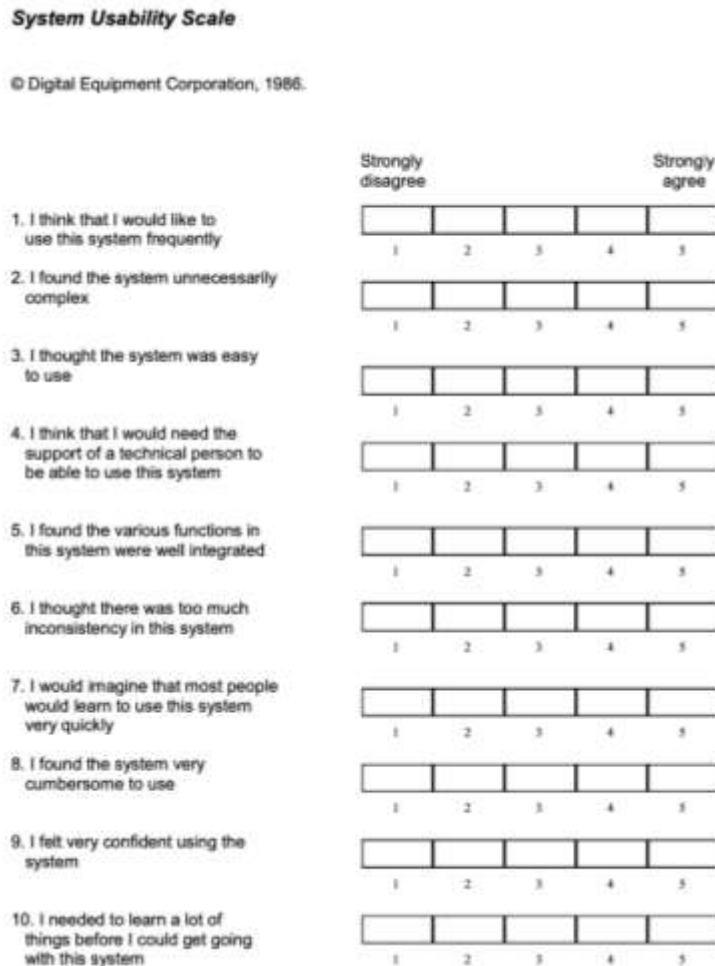 System Usability Scale
© Digital Equipment Corporation, 1986.
Strongly disagree
Strongly agree
1. I think that I would like to
use this system frequently
1 2 3 4 5
2. I found the system unnecessarily
complex
1 2 3 4 5
3. I thought the system was easy
to use
1 2 3 4 5
4. I think that I would need the
support of a technical person to
be able to use this system
1 2 3 4 5
5. I found the various functions in
this system were well integrated
1 2 3 4 5
6. I thought there was too much
inconsistency in this system
1 2 3 4 5
7. I would imagine that most people
would learn to use this system
very quickly
1 2 3 4 5
8. I found the system very
cumbersome to use
1 2 3 4 5
9. I felt very confident using the
system
1 2 3 4 5
10. I needed to learn a lot of
things before I could get going
with this system
1 2 3 4 5